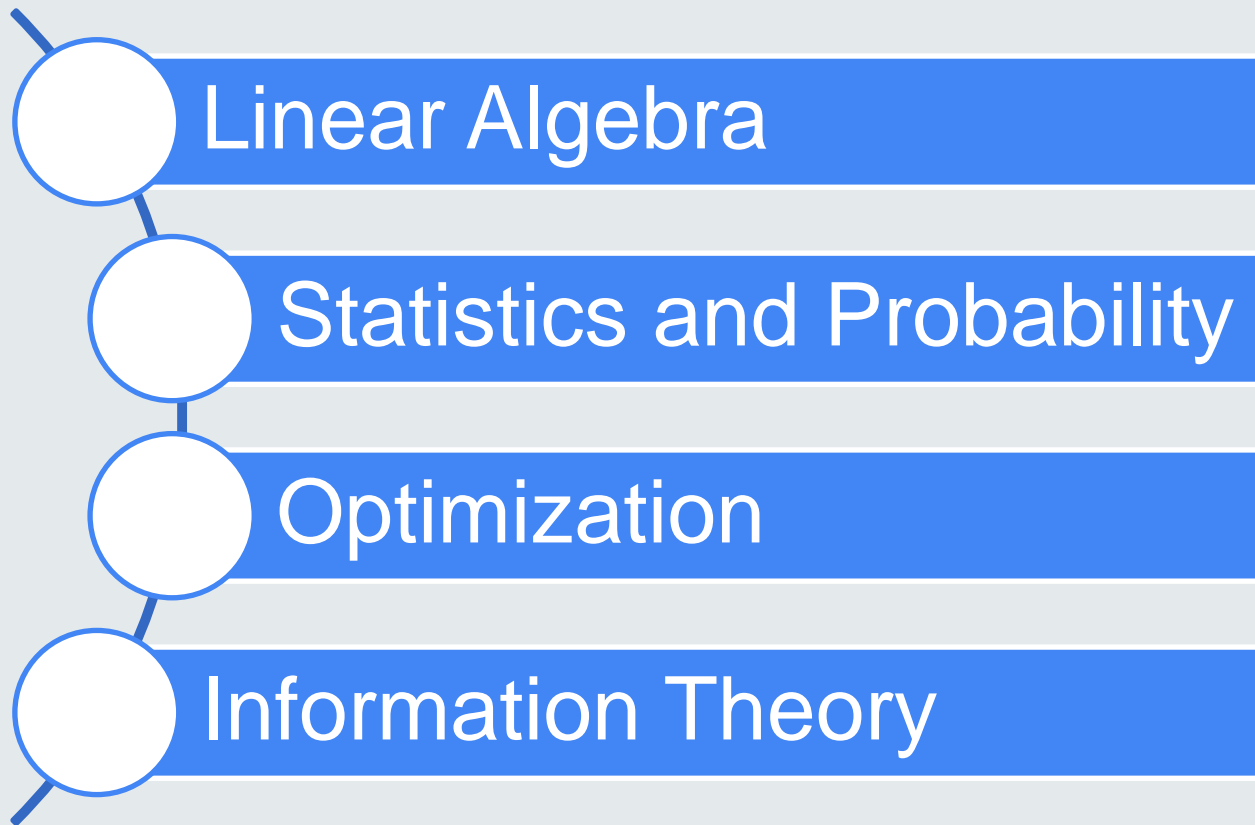 Linear Algebra
Statistics and Probability
Optimization
Information Theory